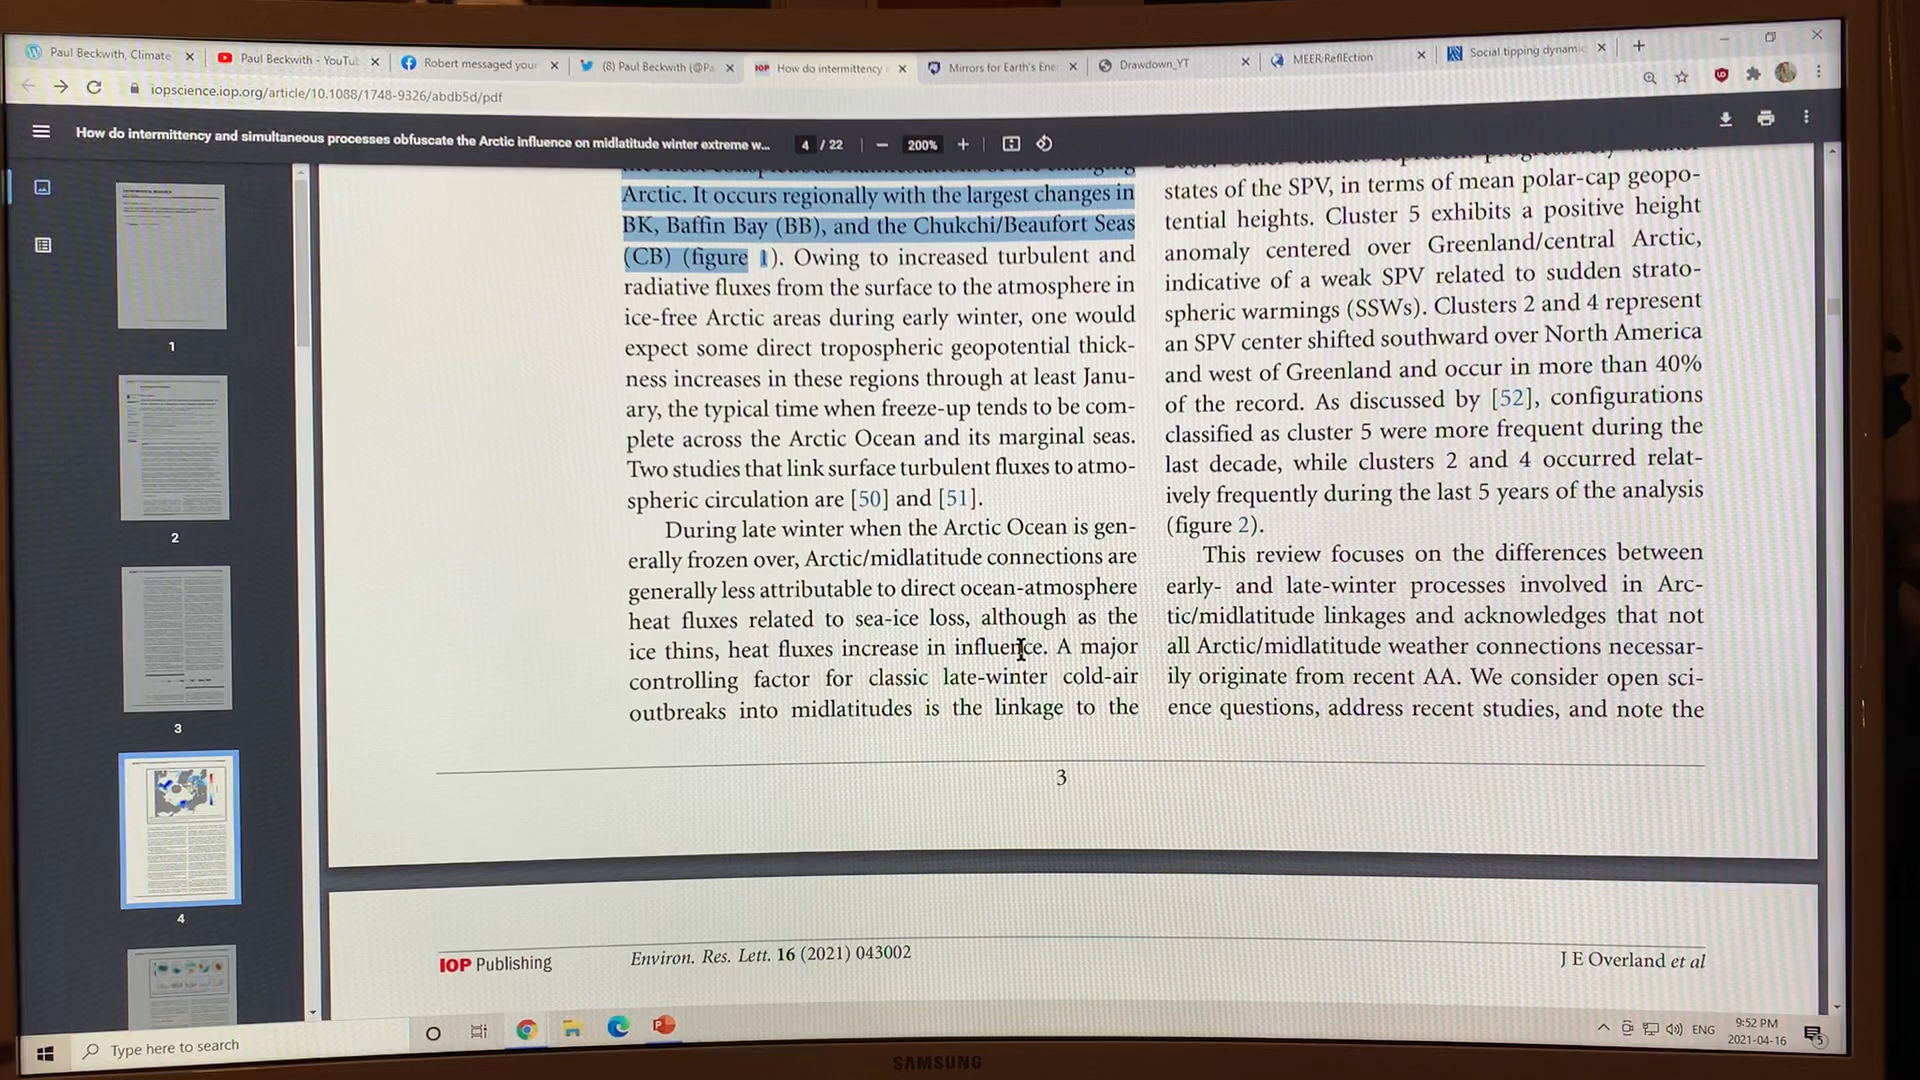 Paul Beckwith, Climate
Paul Beckwith - YouTu
Robert messaged your
(8) Paul Beckwith (@Pa
IOP How do intermittency
Mirrors for Earth's Ene
Drawdown_YT
MEER:ReflEction
Social tipping dynamic
iopscience.iop.org/article/10.1088/1748-9326/abdb5d/pdf
How do intermittency and simultaneous processes obfuscate the Arctic influence on midlatitude winter extreme w...
4 / 22
200%
1
2
3
4
Arctic. It occurs regionally with the largest changes in
BK, Baffin Bay (BB), and the Chukchi/Beaufort Seas
(CB) (figure 1). Owing to increased turbulent and
radiative fluxes from the surface to the atmosphere in
ice-free Arctic areas during early winter, one would
expect some direct tropospheric geopotential thick-
ness increases in these regions through at least Janu-
ary, the typical time when freeze-up tends to be com-
plete across the Arctic Ocean and its marginal seas.
Two studies that link surface turbulent fluxes to atmo-
spheric circulation are [50] and [51].
During late winter when the Arctic Ocean is gen-
erally frozen over, Arctic/midlatitude connections are
generally less attributable to direct ocean-atmosphere
heat fluxes related to sea-ice loss, although as the
ice thins, heat fluxes increase in influence. A major
controlling factor for classic late-winter cold-air
outbreaks into midlatitudes is the linkage to the
states of the SPV, in terms of mean polar-cap geopo-
tential heights. Cluster 5 exhibits a positive height
anomaly centered over Greenland/central Arctic,
indicative of a weak SPV related to sudden strato-
spheric warmings (SSWs). Clusters 2 and 4 represent
an SPV center shifted southward over North America
and west of Greenland and occur in more than 40%
of the record. As discussed by [52], configurations
classified as cluster 5 were more frequent during the
last decade, while clusters 2 and 4 occurred relat-
ively frequently during the last 5 years of the analysis
(figure 2).
This review focuses on the differences between
early- and late-winter processes involved in Arc-
tic/midlatitude linkages and acknowledges that not
all Arctic/midlatitude weather connections necessar-
ily originate from recent AA. We consider open sci-
ence questions, address recent studies, and note the
3
IOP Publishing
Environ. Res. Lett. 16 (2021) 043002
J E Overland et al
Type here to search
ENG
9:52 PM
2021-04-16
5
SAMSUNG